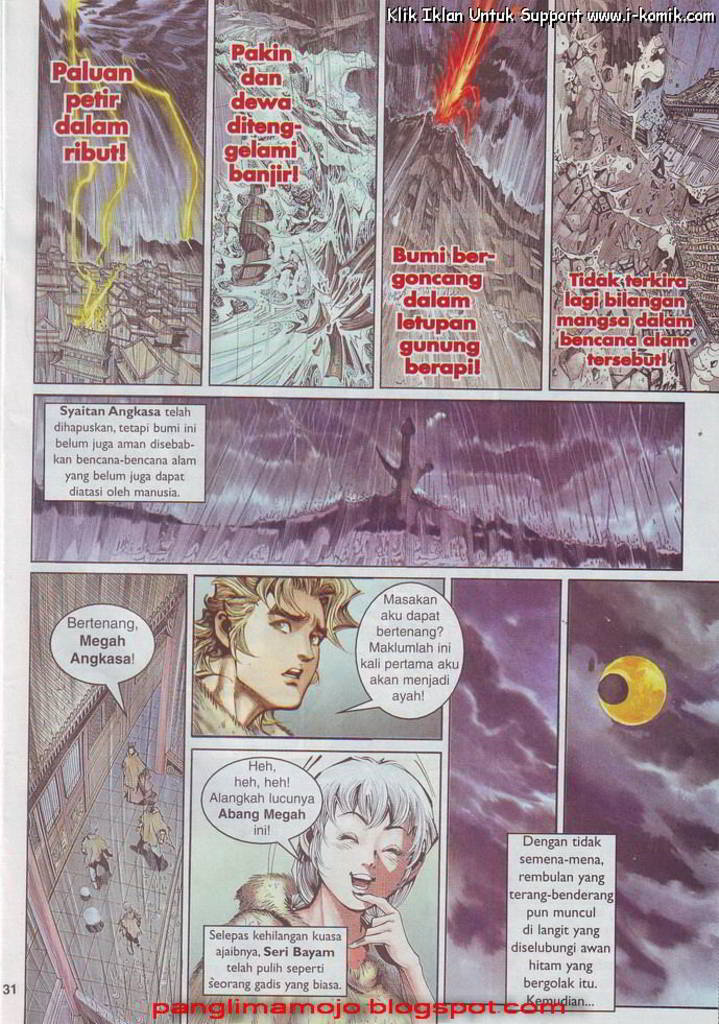 Klik Iklan Untuk Support www.i-komik.com
Paluan
petir
dalam
ribut!
Pakin
dan
dewa
diteng-
gelami
banjir!
Bumi ber-
goncang
dalam
letupan
gunung
berapi!
Tidak terkira
lagi bilangan
mangsa dalam
bencana alam
tersebut!
Syaitan Angkasa telah
dihapuskan, tetapi bumi ini
belum juga aman disebab-
kan bencana-bencana alam
yang belum juga dapat
diatasi oleh manusia.
Bertenang,
Megah
Angkasa!
Masakan
aku dapat
bertenang?
Maklumlah ini
kali pertama aku
akan menjadi
ayah!
Heh,
heh, heh!
Alangkah lucunya
Abang Megah
ini!
Selepas kehilangan kuasa
ajaibnya, Seri Bayam
telah pulih seperti
seorang gadis yang biasa.
Dengan tidak
semena-mena,
rembulan yang
terang-benderang
pun muncul
di langit yang
diselubungi awan
hitam yang
bergolak itu.
Kemudian...
31
panglimamojo.blogspot.com